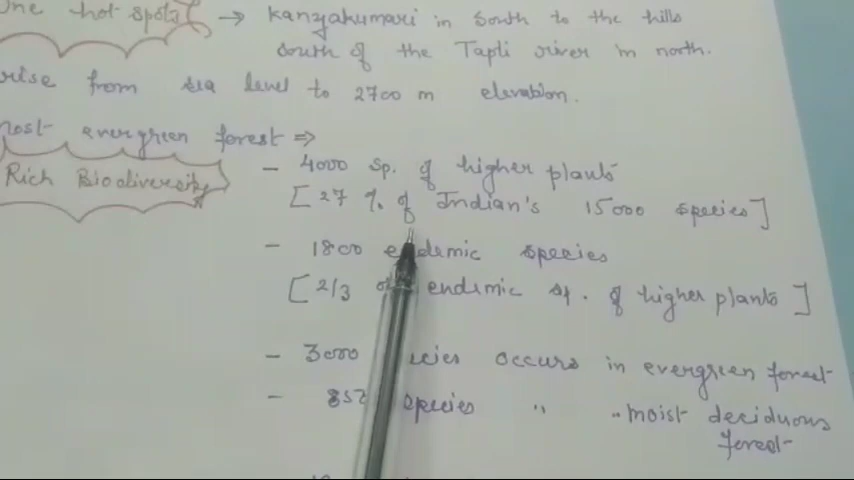 one hot spots → Kanyakumari in south to the hills
south of the Tapti river in north.
rise from sea level to 2700 m elevation.
most evergreen forest ⇒
Rich Biodiversity
- 4000 sp. of higher plants
[27 % of Indian's 15000 species]
- 1800 endemic species
[2/3 of endemic sp. of higher plants]
- 3000 species occurs in evergreen forest
- 852 species " " moist deciduous
forest